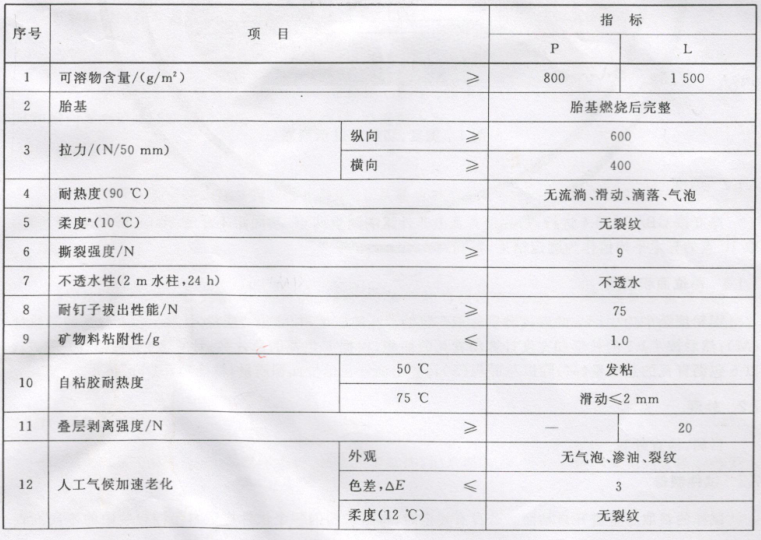 序号 项 目 指 标
P L
1 可溶物含量/(g/m²) ≥ 800 1 500
2 胎基 胎基燃烧后完整
3 拉力/(N/50 mm) 纵向 ≥ 600
横向 ≥ 400
4 耐热度(90 ℃) 无流淌、滑动、滴落、气泡
5 柔度ᵃ(10 ℃) 无裂纹
6 撕裂强度/N ≥ 9
7 不透水性(2 m 水柱,24 h) 不透水
8 耐钉子拔出性能/N ≥ 75
9 矿物料粘附性/g ≤ 1.0
10 自粘胶耐热度 50 ℃ 发粘
75 ℃ 滑动≤2 mm
11 叠层剥离强度/N ≥ — 20
12 人工气候加速老化 外观 无气泡、渗油、裂纹
色差,△E ≤ 3
柔度(12 ℃) 无裂纹